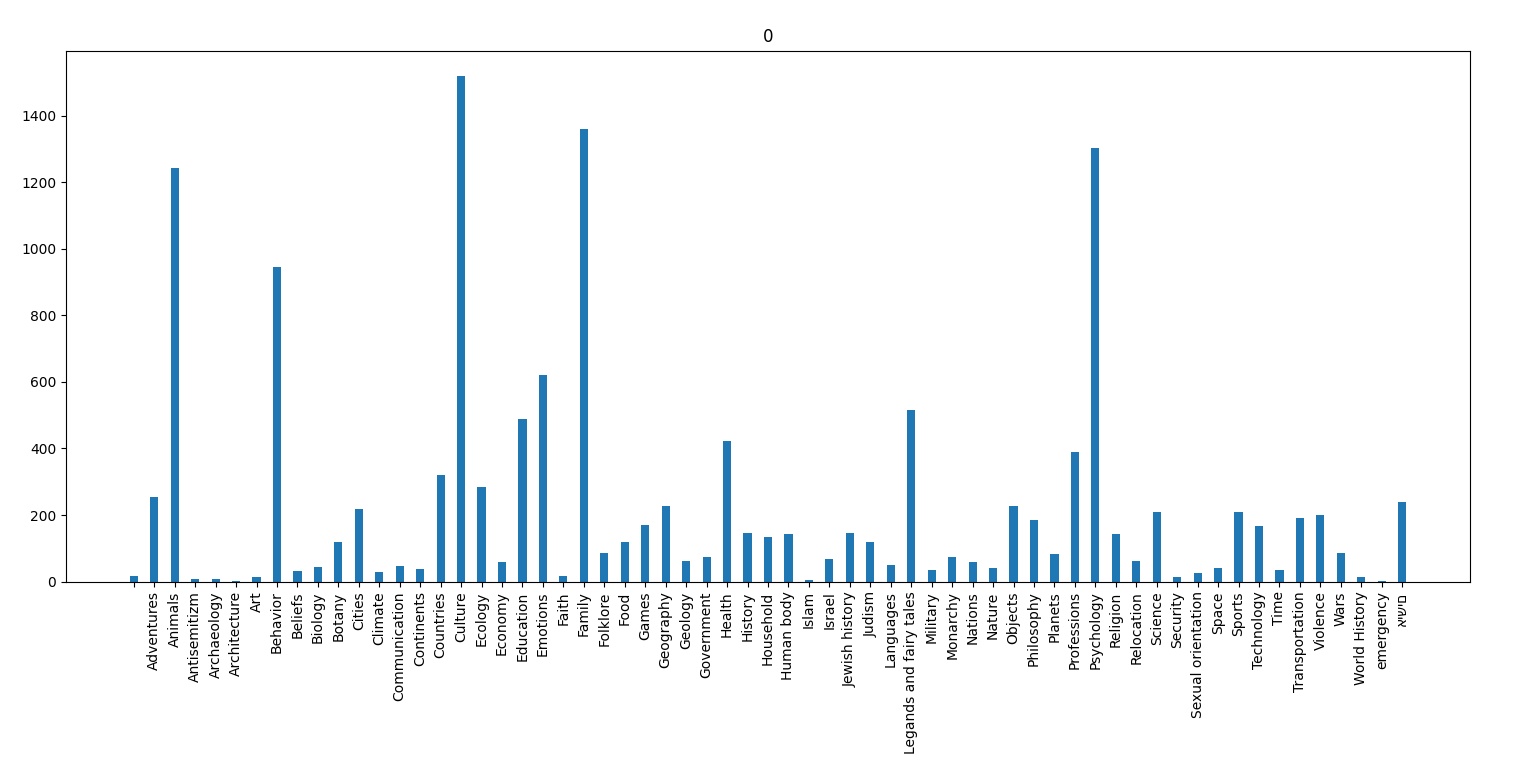 0
1400
1200
1000
800
600
400
200
0
Adventures
Animals
Antisemitizm
Archaeology
Architecture
Art
Behavior
Beliefs
Biology
Botany
Cities
Climate
Communication
Continents
Countries
Culture
Ecology
Economy
Education
Emotions
Faith
Family
Folklore
Food
Games
Geography
Geology
Government
Health
History
Household
Human body
Islam
Israel
Jewish history
Judism
Languages
Legands and fairy tales
Military
Monarchy
Nations
Nature
Objects
Philosophy
Planets
Professions
Psychology
Religion
Relocation
Science
Security
Sexual orientation
Space
Sports
Technology
Time
Transportation
Violence
Wars
World History
emergency
אישים